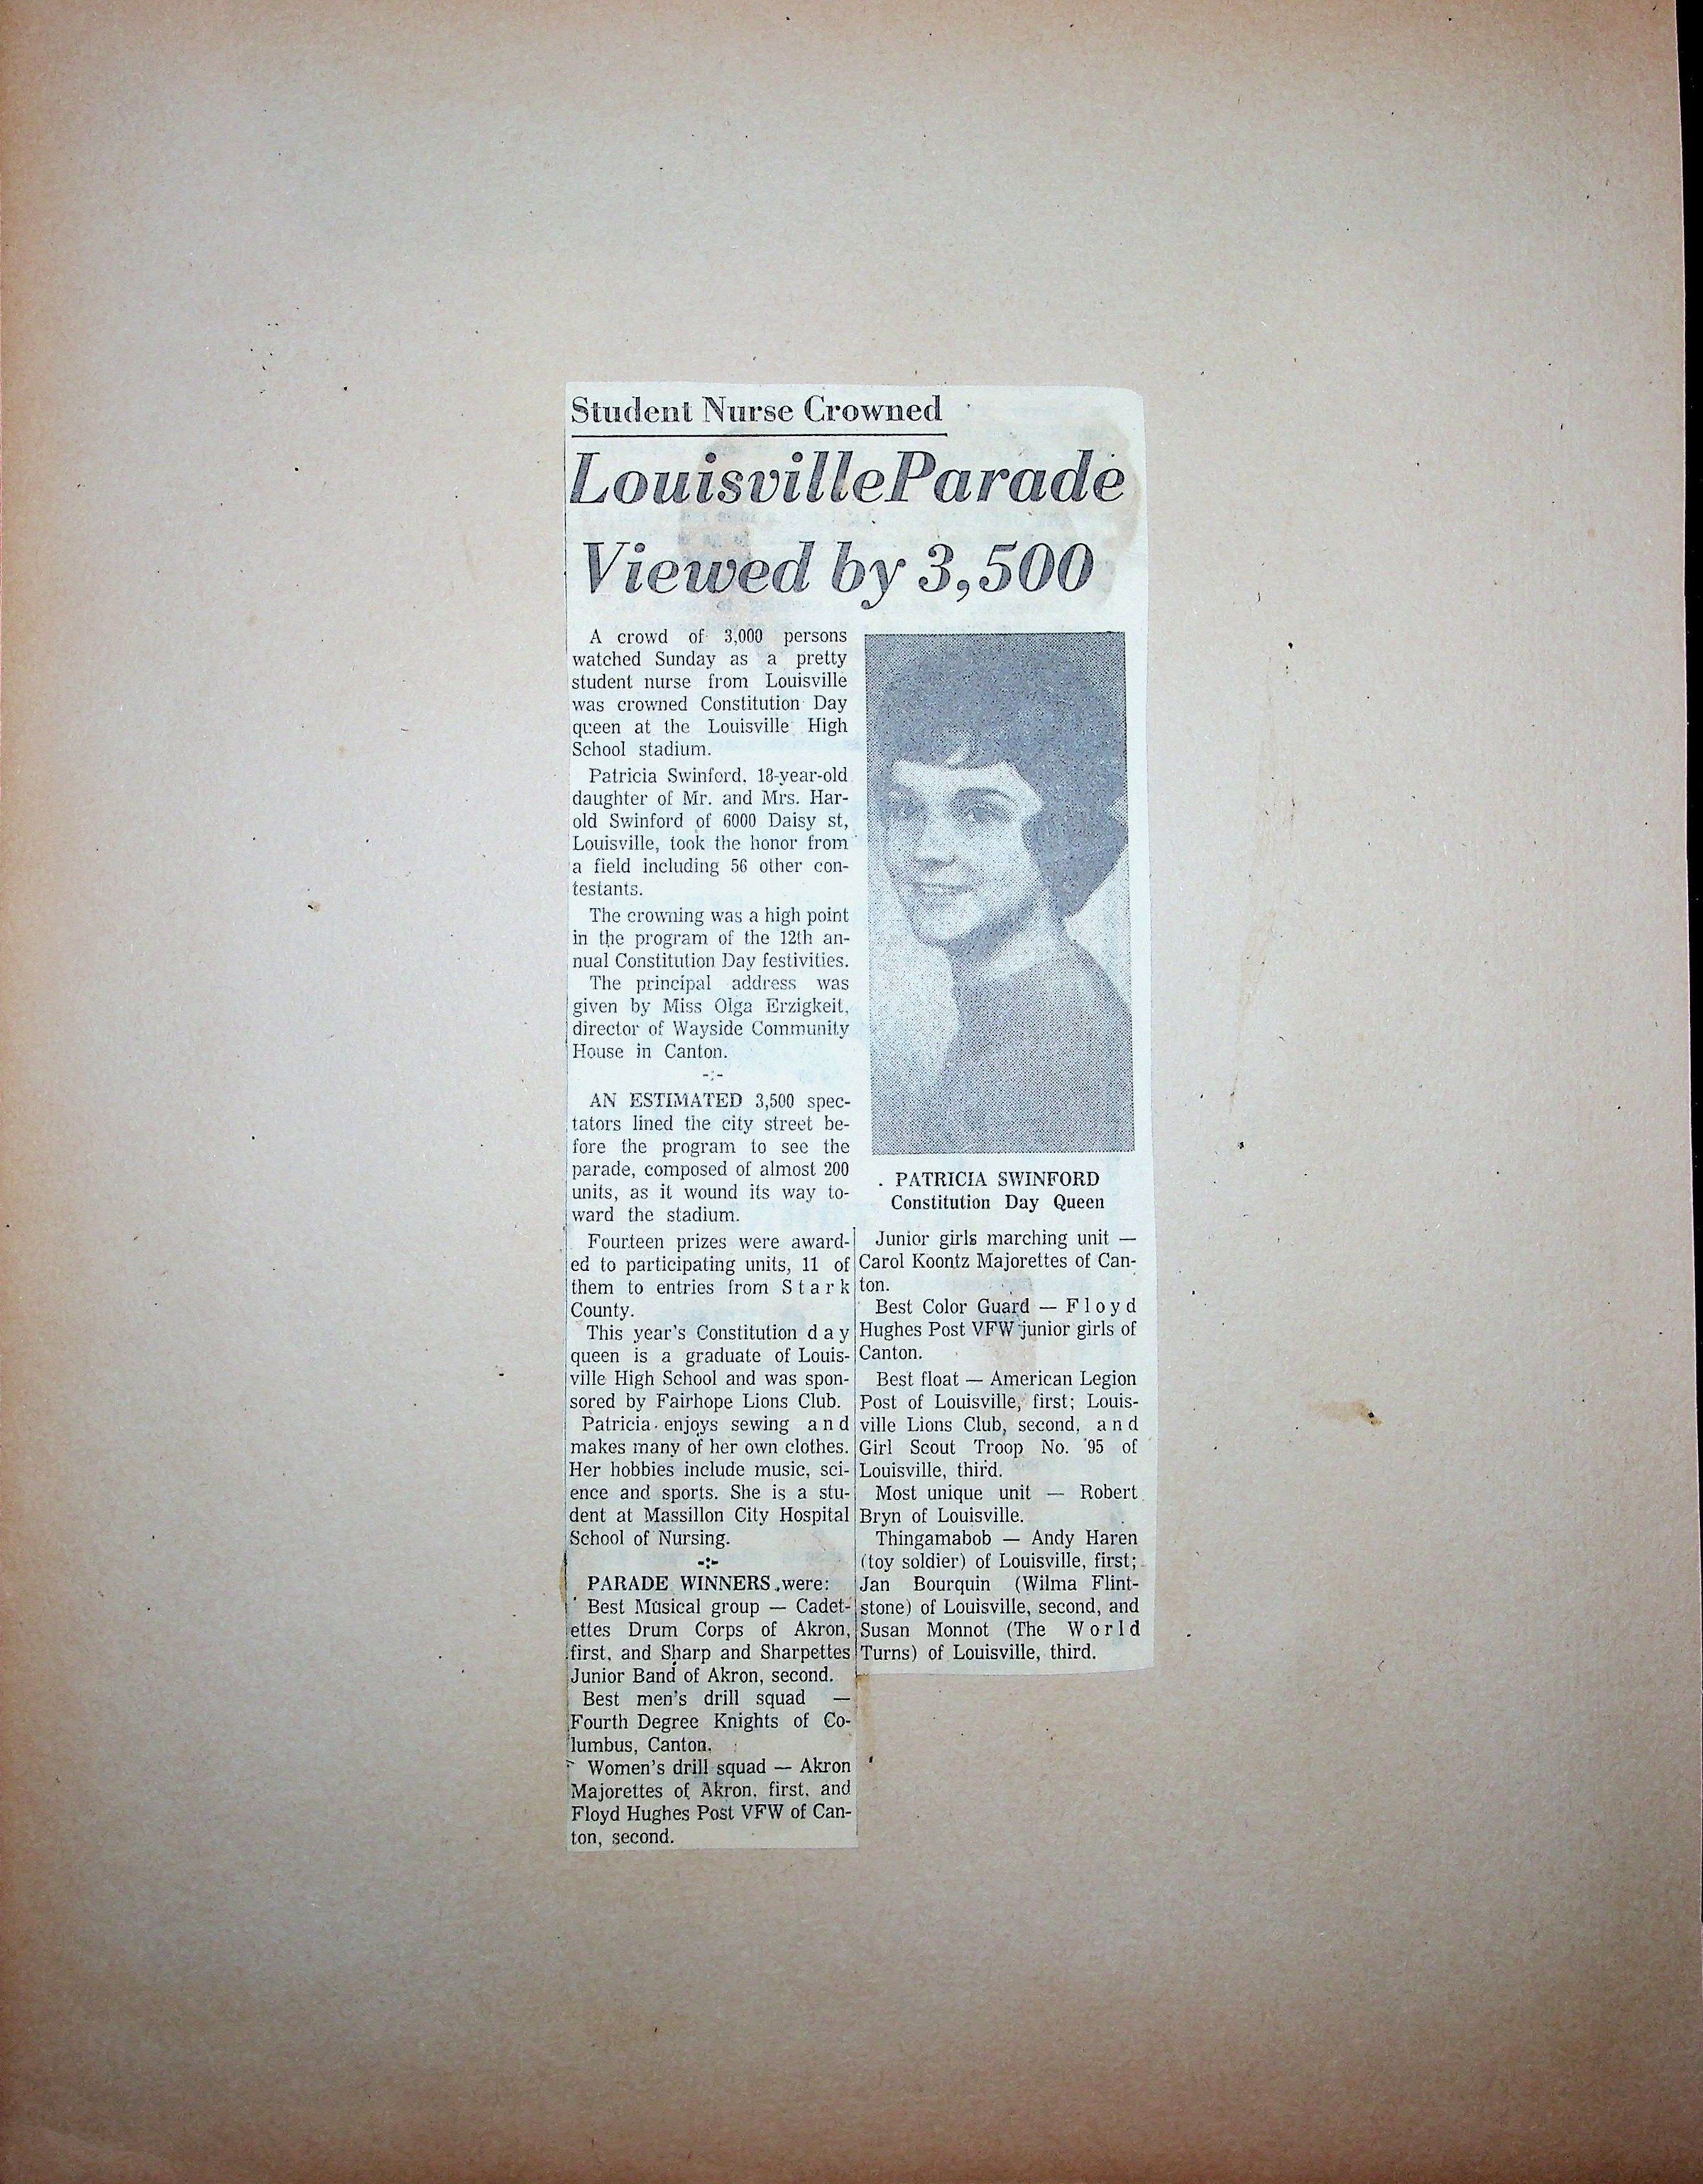 Student Nurse Crowned
Louisville Parade
Viewed by 3,500
A crowd of 3,000 persons
watched Sunday as a pretty
student nurse from Louisville
was crowned Constitution Day
queen at the Louisville High
School stadium.
Patricia Swinford, 18-year-old
daughter of Mr. and Mrs. Har-
old Swinford of 6000 Daisy st,
Louisville, took the honor from
a field including 56 other con-
testants.
The crowning was a high point
in the program of the 12th an-
nual Constitution Day festivities.
The principal address was
given by Miss Olga Erzigkeit,
director of Wayside Community
House in Canton.
-:-
AN ESTIMATED 3,500 spec-
tators lined the city street be-
fore the program to see the
parade, composed of almost 200
units, as it wound its way to-
ward the stadium.
Fourteen prizes were award-
ed to participating units, 11 of
them to entries from Stark
County.
This year's Constitution day
queen is a graduate of Louis-
ville High School and was spon-
sored by Fairhope Lions Club.
Patricia enjoys sewing and
makes many of her own clothes.
Her hobbies include music, sci-
ence and sports. She is a stu-
dent at Massillon City Hospital
School of Nursing.
-:-
PARADE WINNERS were:
Best Musical group — Cadet-
ettes Drum Corps of Akron,
first, and Sharp and Sharpettes
Junior Band of Akron, second.
Best men's drill squad —
Fourth Degree Knights of Co-
lumbus, Canton.
Women's drill squad — Akron
Majorettes of Akron, first, and
Floyd Hughes Post VFW of Can-
ton, second.
PATRICIA SWINFORD
Constitution Day Queen
Junior girls marching unit —
Carol Koontz Majorettes of Can-
ton.
Best Color Guard — Floyd
Hughes Post VFW junior girls of
Canton.
Best float — American Legion
Post of Louisville, first; Louis-
ville Lions Club, second, and
Girl Scout Troop No. 95 of
Louisville, third.
Most unique unit — Robert
Bryn of Louisville.
Thingamabob — Andy Haren
(toy soldier) of Louisville, first;
Jan Bourquin (Wilma Flint-
stone) of Louisville, second, and
Susan Monnot (The World
Turns) of Louisville, third.